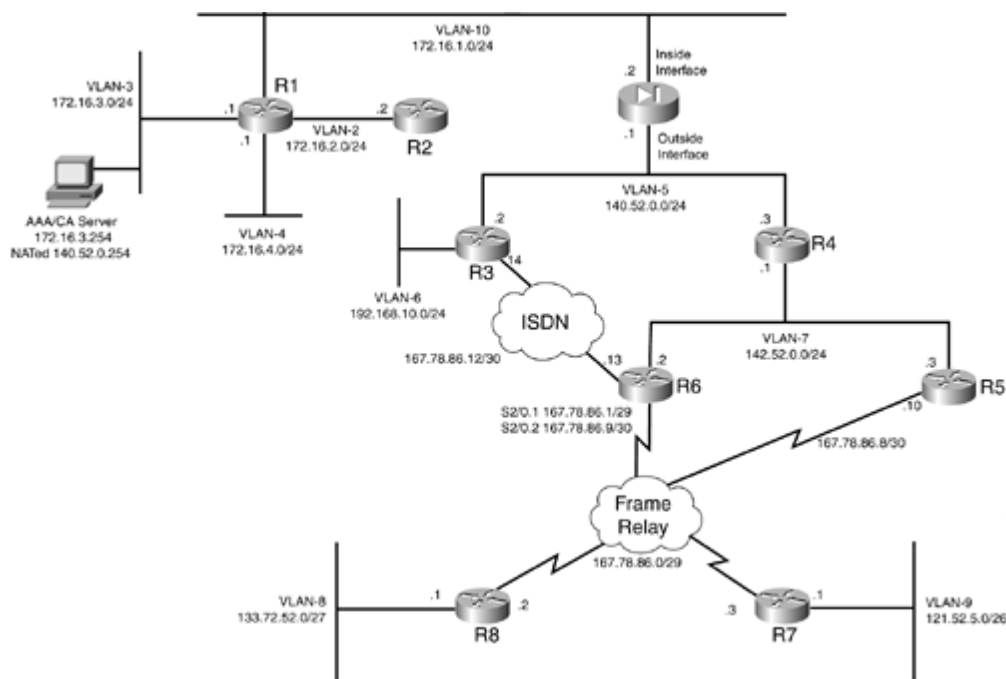 VLAN-10
172.16.1.0/24
VLAN-3
172.16.3.0/24
R1
.1
.1
.2
VLAN-2
172.16.2.0/24
R2
Inside
Interface
.2
.1
Outside
Interface
AAA/CA Server
172.16.3.254
NATed 140.52.0.254
VLAN-4
172.16.4.0/24
VLAN-5
140.52.0.0/24
.2
R3
.14
.3
R4
.1
VLAN-6
192.168.10.0/24
ISDN
167.78.86.12/30
.13
VLAN-7
142.52.0.0/24
.2
R6
.3
R5
.10
S2/0.1 167.78.86.1/29
S2/0.2 167.78.86.9/30
167.78.86.8/30
Frame
Relay
167.78.86.0/29
VLAN-8
133.72.52.0/27
.1
.2
R8
.3
.1
R7
VLAN-9
121.52.5.0/26